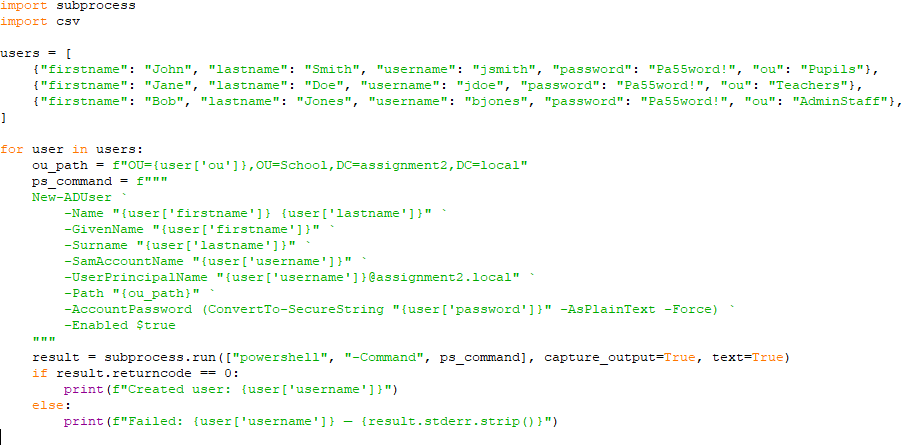 import subprocess
import csv

users = [
    {"firstname": "John", "lastname": "Smith", "username": "jsmith", "password": "Pa55word!", "ou": "Pupils"},
    {"firstname": "Jane", "lastname": "Doe", "username": "jdoe", "password": "Pa55word!", "ou": "Teachers"},
    {"firstname": "Bob", "lastname": "Jones", "username": "bjones", "password": "Pa55word!", "ou": "AdminStaff"},
]

for user in users:
    ou_path = f"OU={user['ou']},OU=School,DC=assignment2,DC=local"
    ps_command = f"""
    New-ADUser `
        -Name "{user['firstname']} {user['lastname']}" `
        -GivenName "{user['firstname']}" `
        -Surname "{user['lastname']}" `
        -SamAccountName "{user['username']}" `
        -UserPrincipalName "{user['username']}@assignment2.local" `
        -Path "{ou_path}" `
        -AccountPassword (ConvertTo-SecureString "{user['password']}" -AsPlainText -Force) `
        -Enabled $true
    """
    result = subprocess.run(["powershell", "-Command", ps_command], capture_output=True, text=True)
    if result.returncode == 0:
        print(f"Created user: {user['username']}")
    else:
        print(f"Failed: {user['username']} — {result.stderr.strip()}")